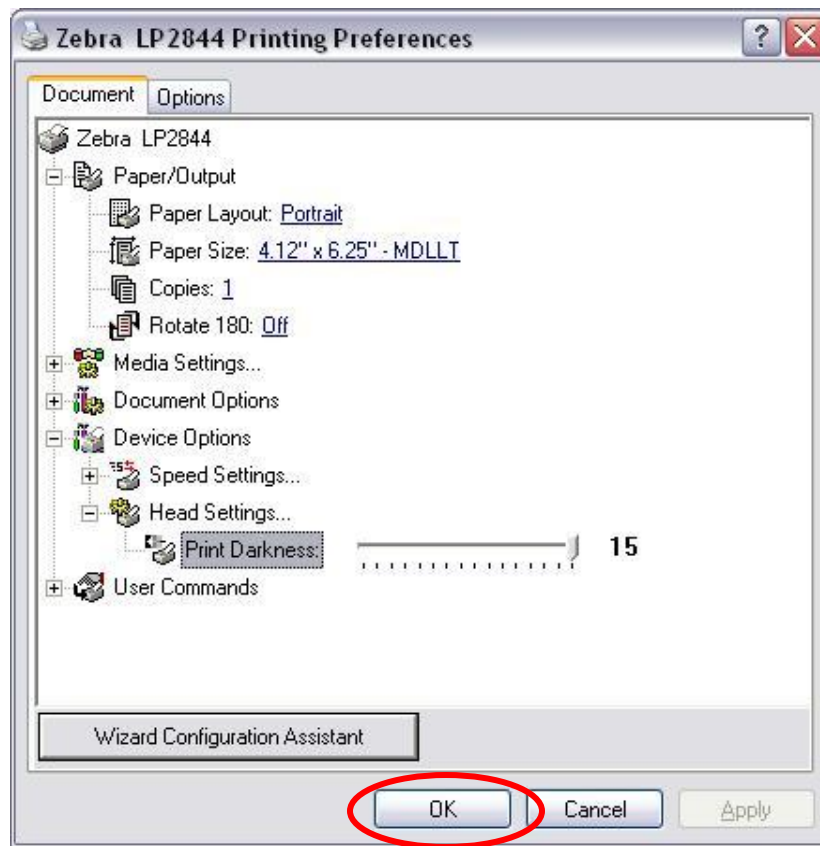 Zebra LP2844 Printing Preferences
?
Document Options
Zebra LP2844
Paper/Output
Paper Layout: Portrait
Paper Size: 4.12" x 6.25" - MDLLT
Copies: 1
Rotate 180: Off
Media Settings...
Document Options
Device Options
Speed Settings...
Head Settings...
Print Darkness: 15
User Commands
Wizard Configuration Assistant
OK Cancel Apply